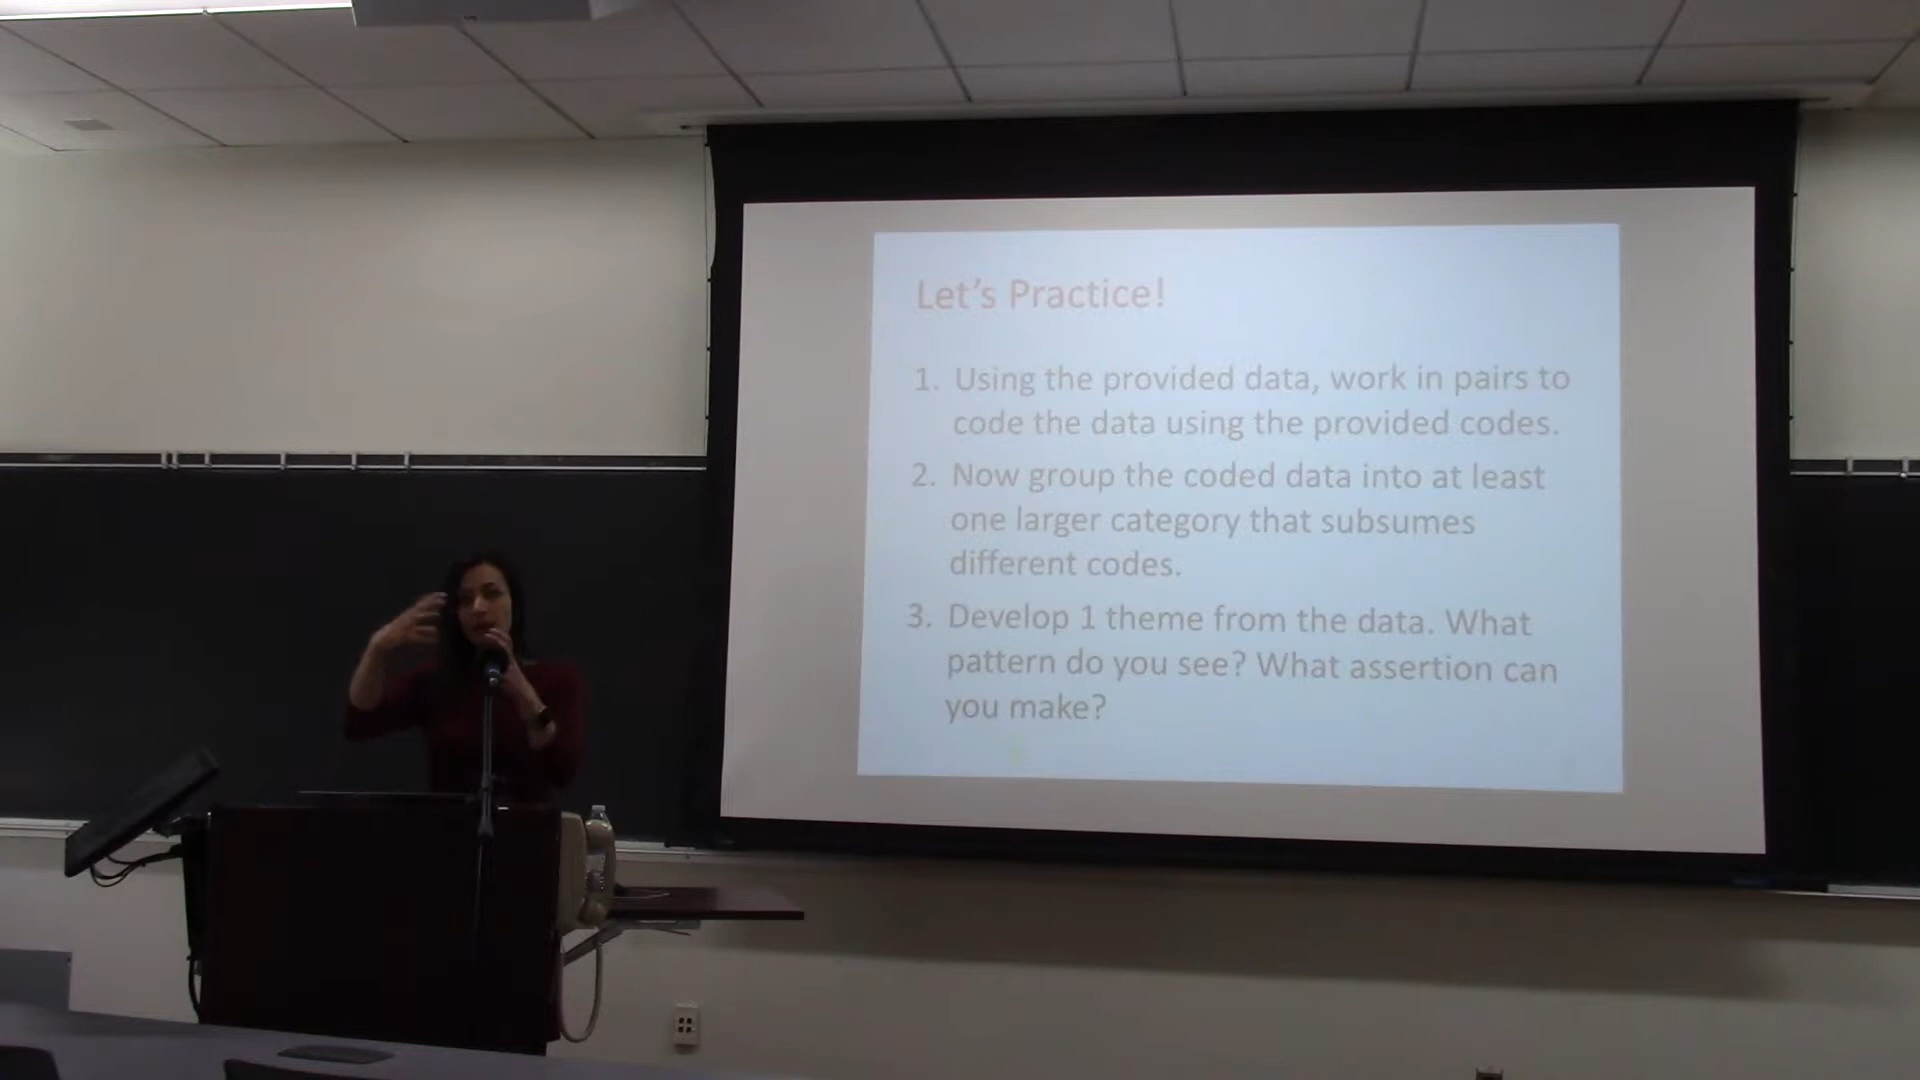 Let's Practice!
1. Using the provided data, work in pairs to
code the data using the provided codes.
2. Now group the coded data into at least
one larger category that subsumes
different codes.
3. Develop 1 theme from the data. What
pattern do you see? What assertion can
you make?